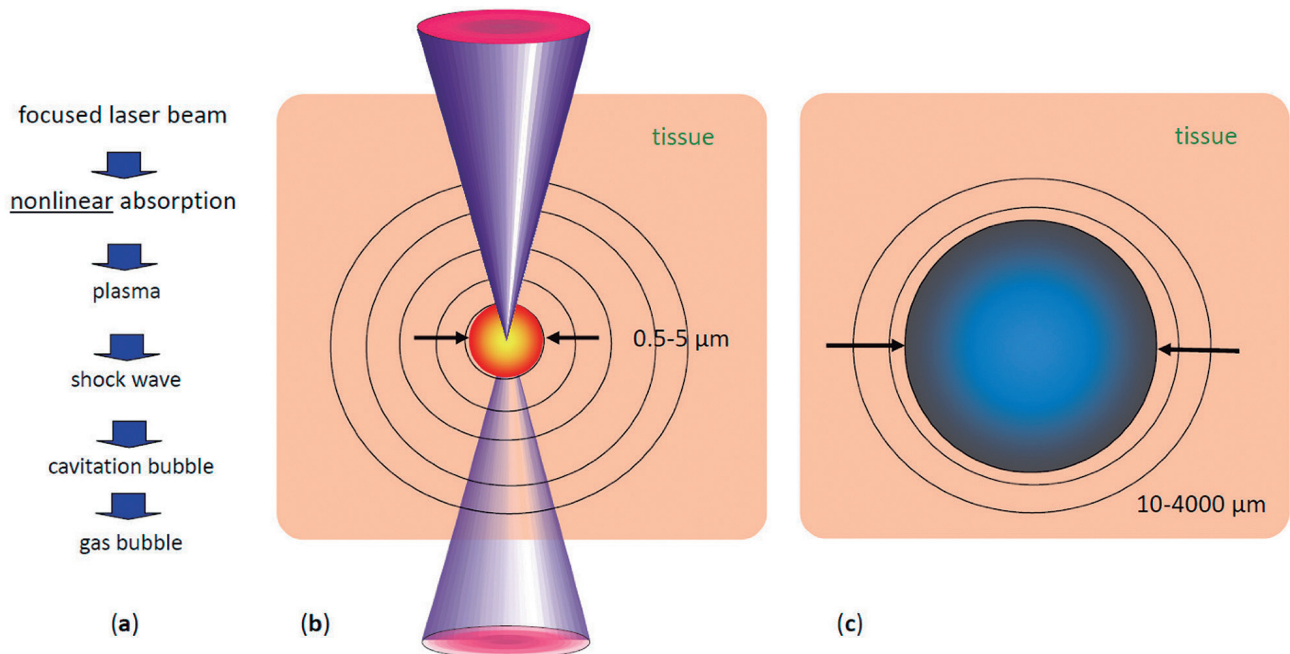 focused laser beam
nonlinear absorption
plasma
shock wave
cavitation bubble
gas bubble
(a)
tissue
0.5-5 µm
(b)
tissue
10-4000 µm
(c)